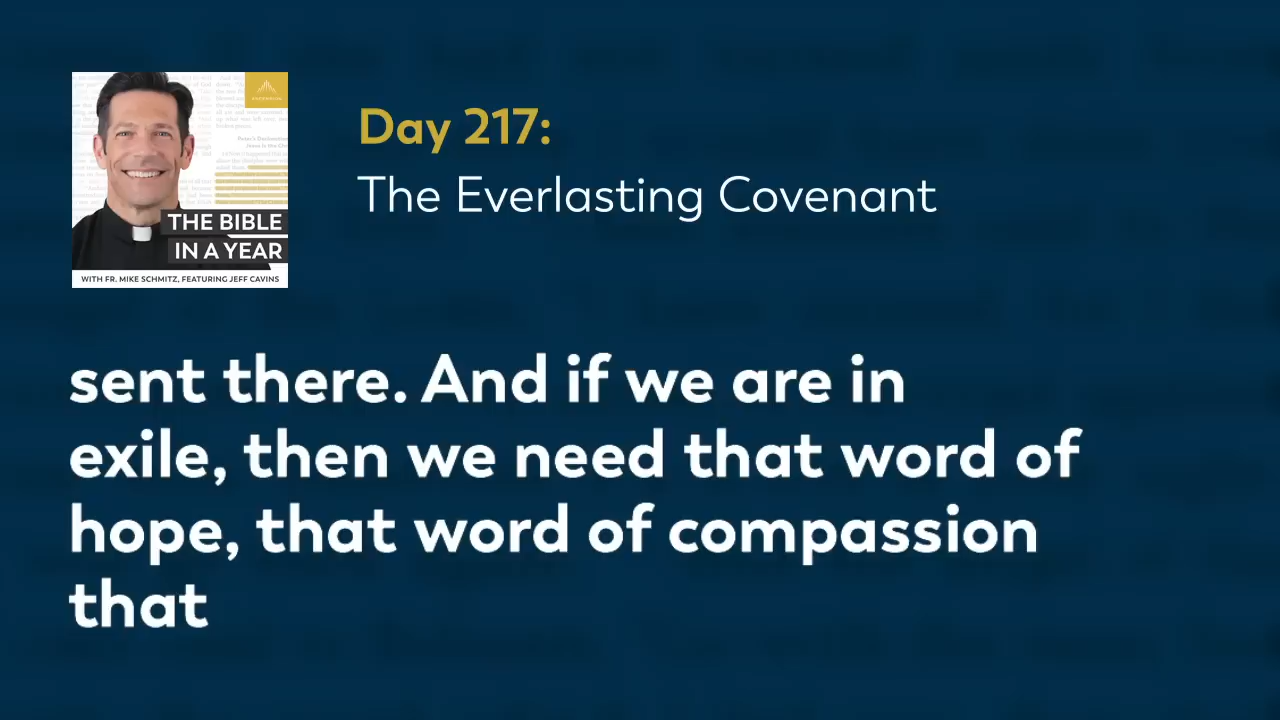 Day 217:
The Everlasting Covenant
THE BIBLE
IN A YEAR
WITH FR. MIKE SCHMITZ, FEATURING JEFF CAVINS
sent there. And if we are in
exile, then we need that word of
hope, that word of compassion
that